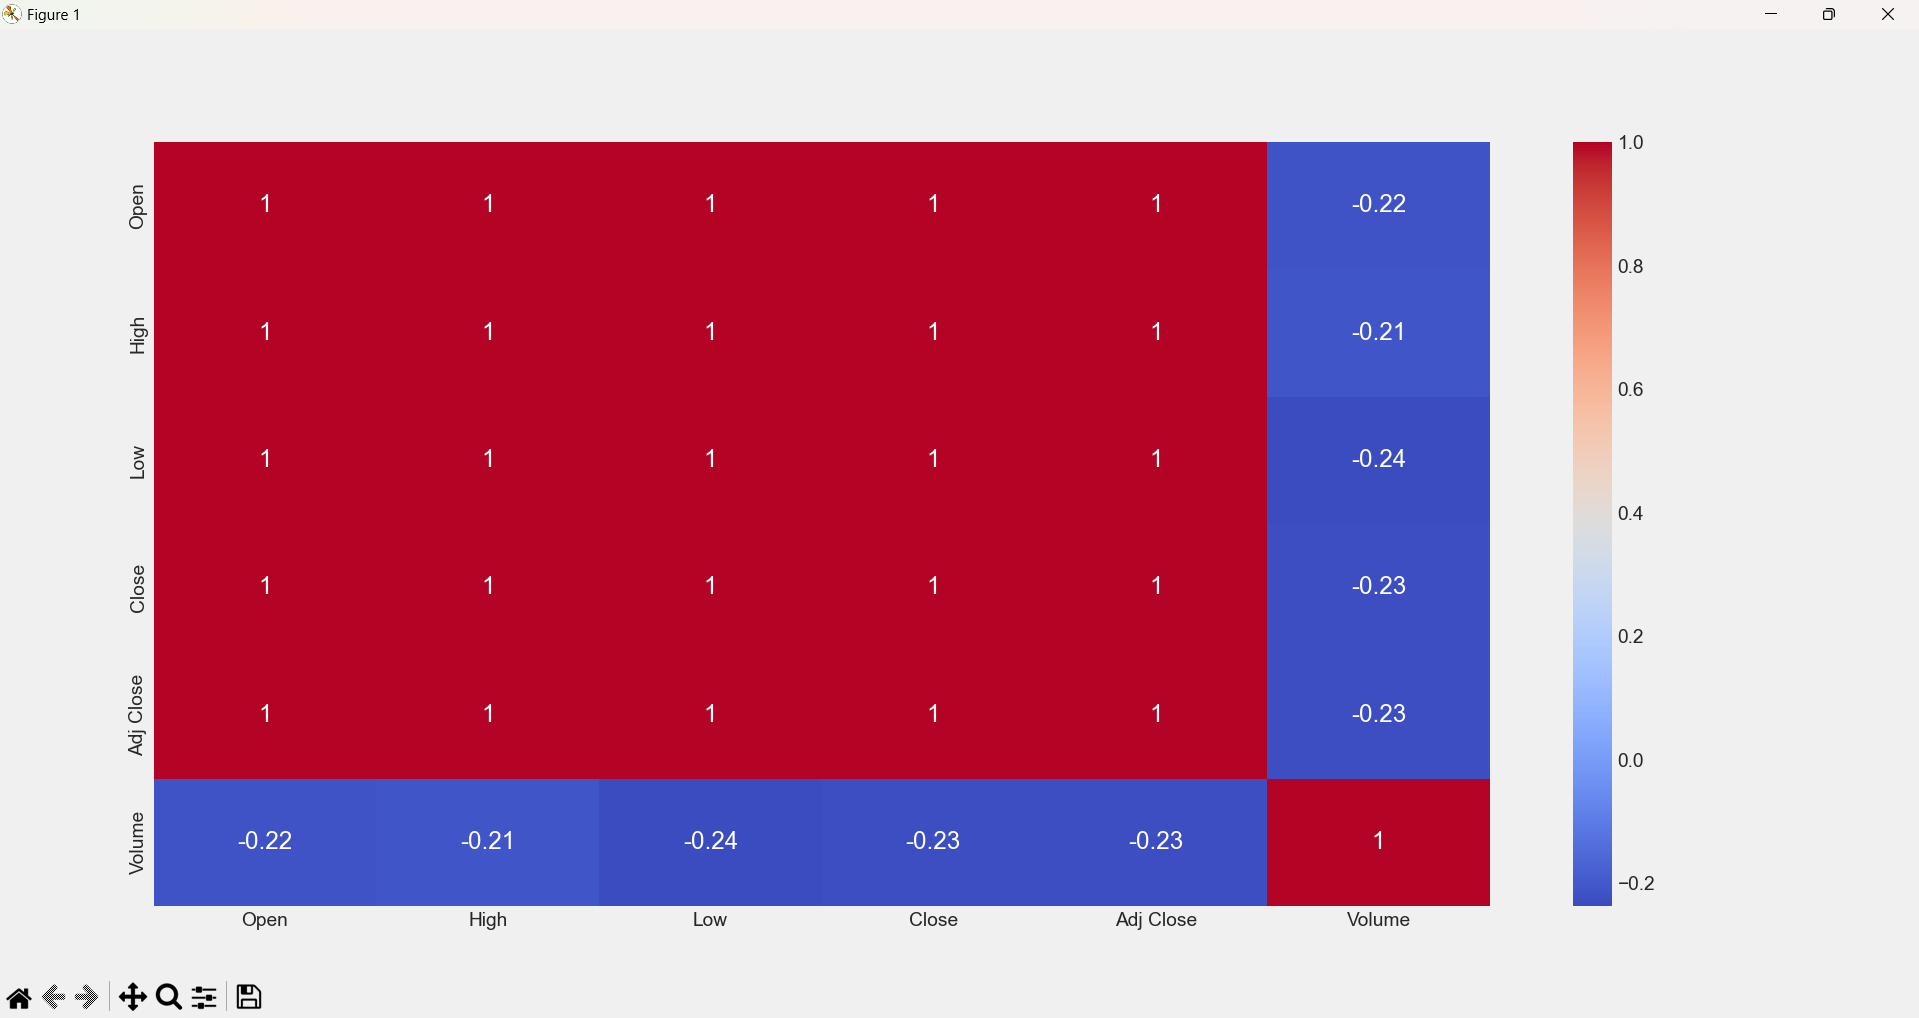 Figure 1
Open 1 1 1 1 1 -0.22
High 1 1 1 1 1 -0.21
Low 1 1 1 1 1 -0.24
Close 1 1 1 1 1 -0.23
Adj Close 1 1 1 1 1 -0.23
Volume -0.22 -0.21 -0.24 -0.23 -0.23 1
Open High Low Close Adj Close Volume
1.0
0.8
0.6
0.4
0.2
0.0
−0.2